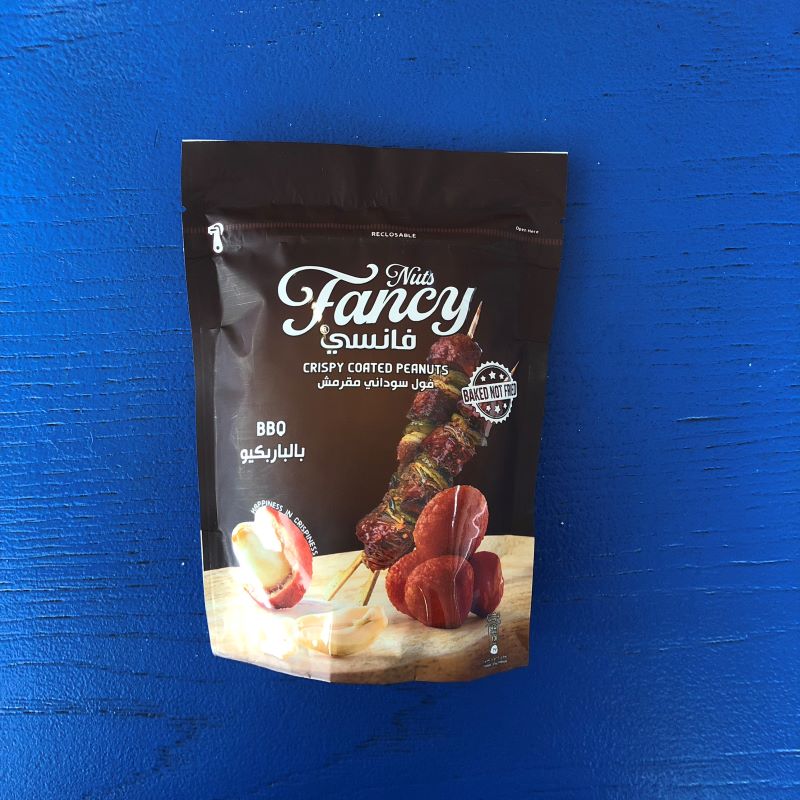 RECLOSABLE
Open Here
Nuts
Fancy
فانسي
CRISPY COATED PEANUTS
فول سوداني مقرمش
BAKED NOT FRIED
BBQ
بالباربكيو
HAPPINESS IN CRISPINESS